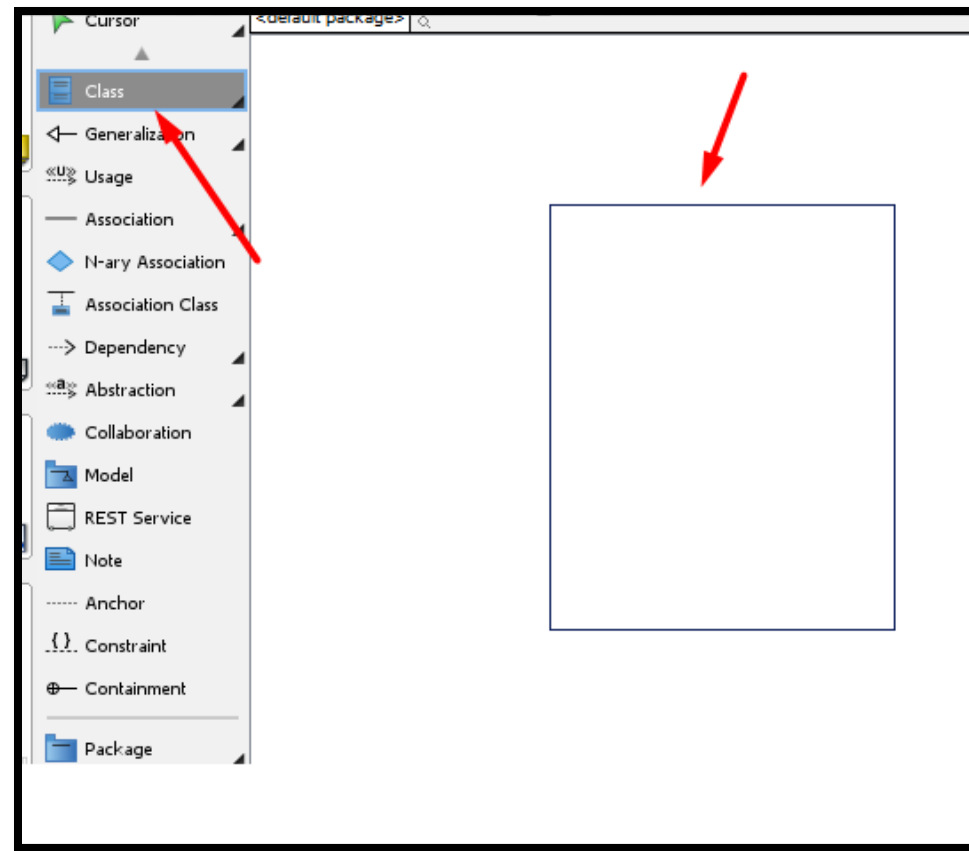 Cursor
<default package>
Class
Generalization
«U» Usage
Association
N-ary Association
Association Class
Dependency
«a» Abstraction
Collaboration
Model
REST Service
Note
Anchor
{ } Constraint
Containment
Package